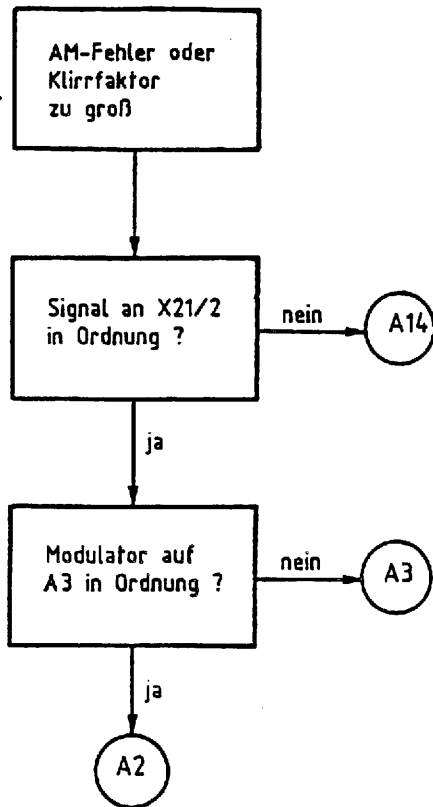 AM-Fehler oder
Klirrfaktor
zu groß
Signal an X21/2
in Ordnung ?
nein
A14
ja
Modulator auf
A3 in Ordnung ?
nein
A3
ja
A2